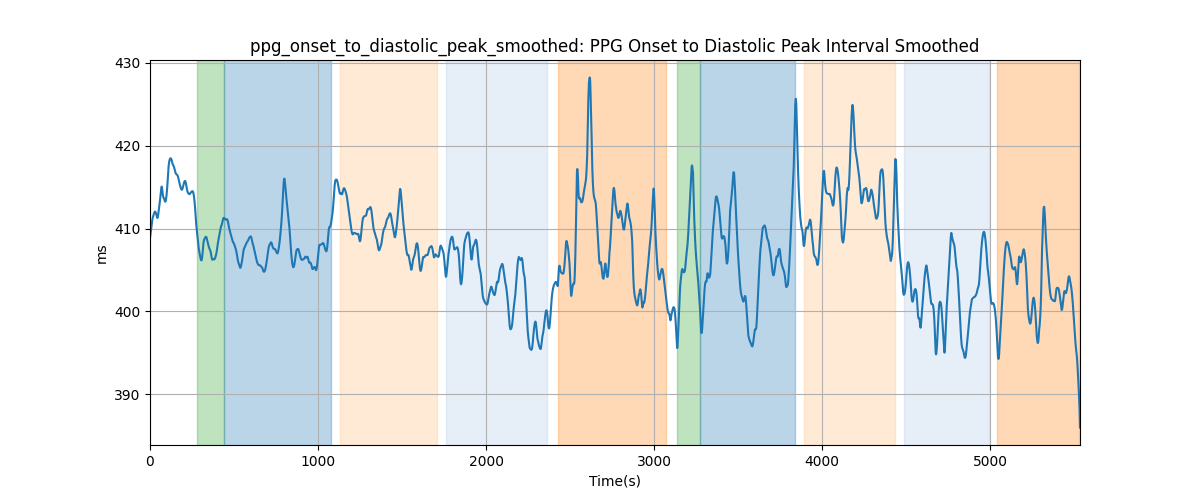 ppg_onset_to_diastolic_peak_smoothed: PPG Onset to Diastolic Peak Interval Smoothed
430
420
410
400
390
ms
0 1000 2000 3000 4000 5000
Time(s)